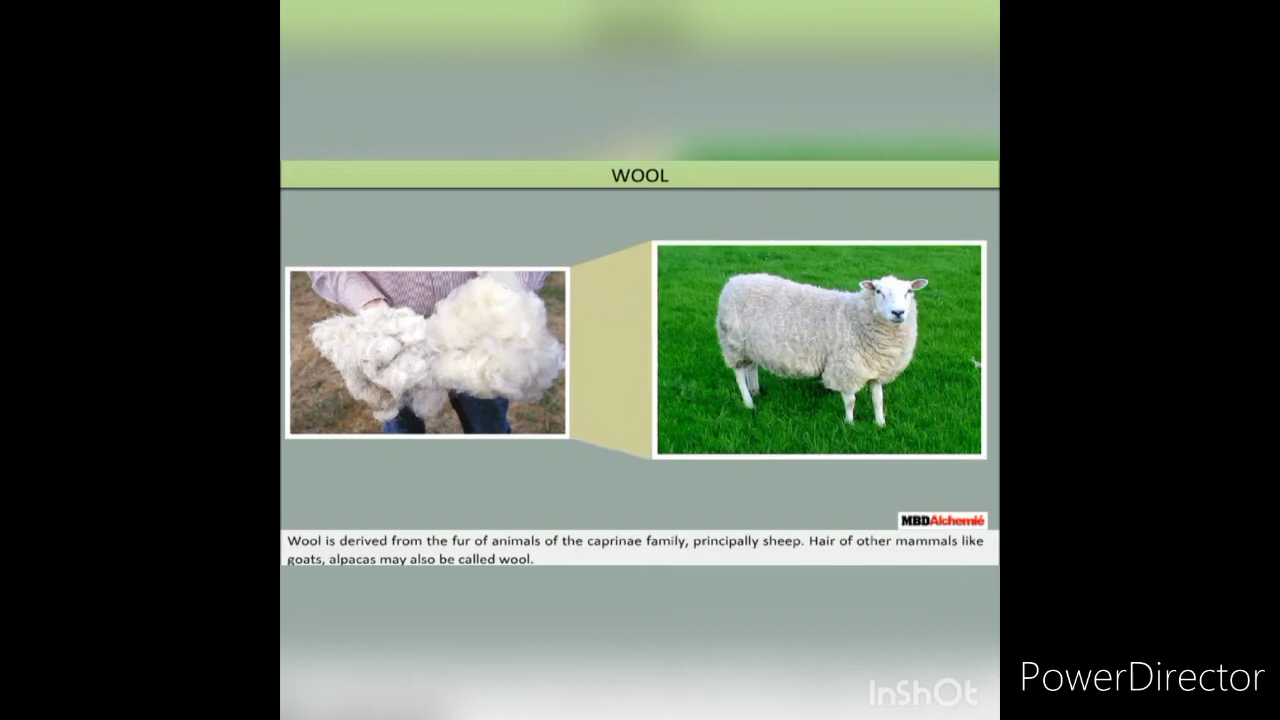 WOOL
MBDAlchemié
Wool is derived from the fur of animals of the caprinae family, principally sheep. Hair of other mammals like
goats, alpacas may also be called wool.
InShOt
PowerDirector